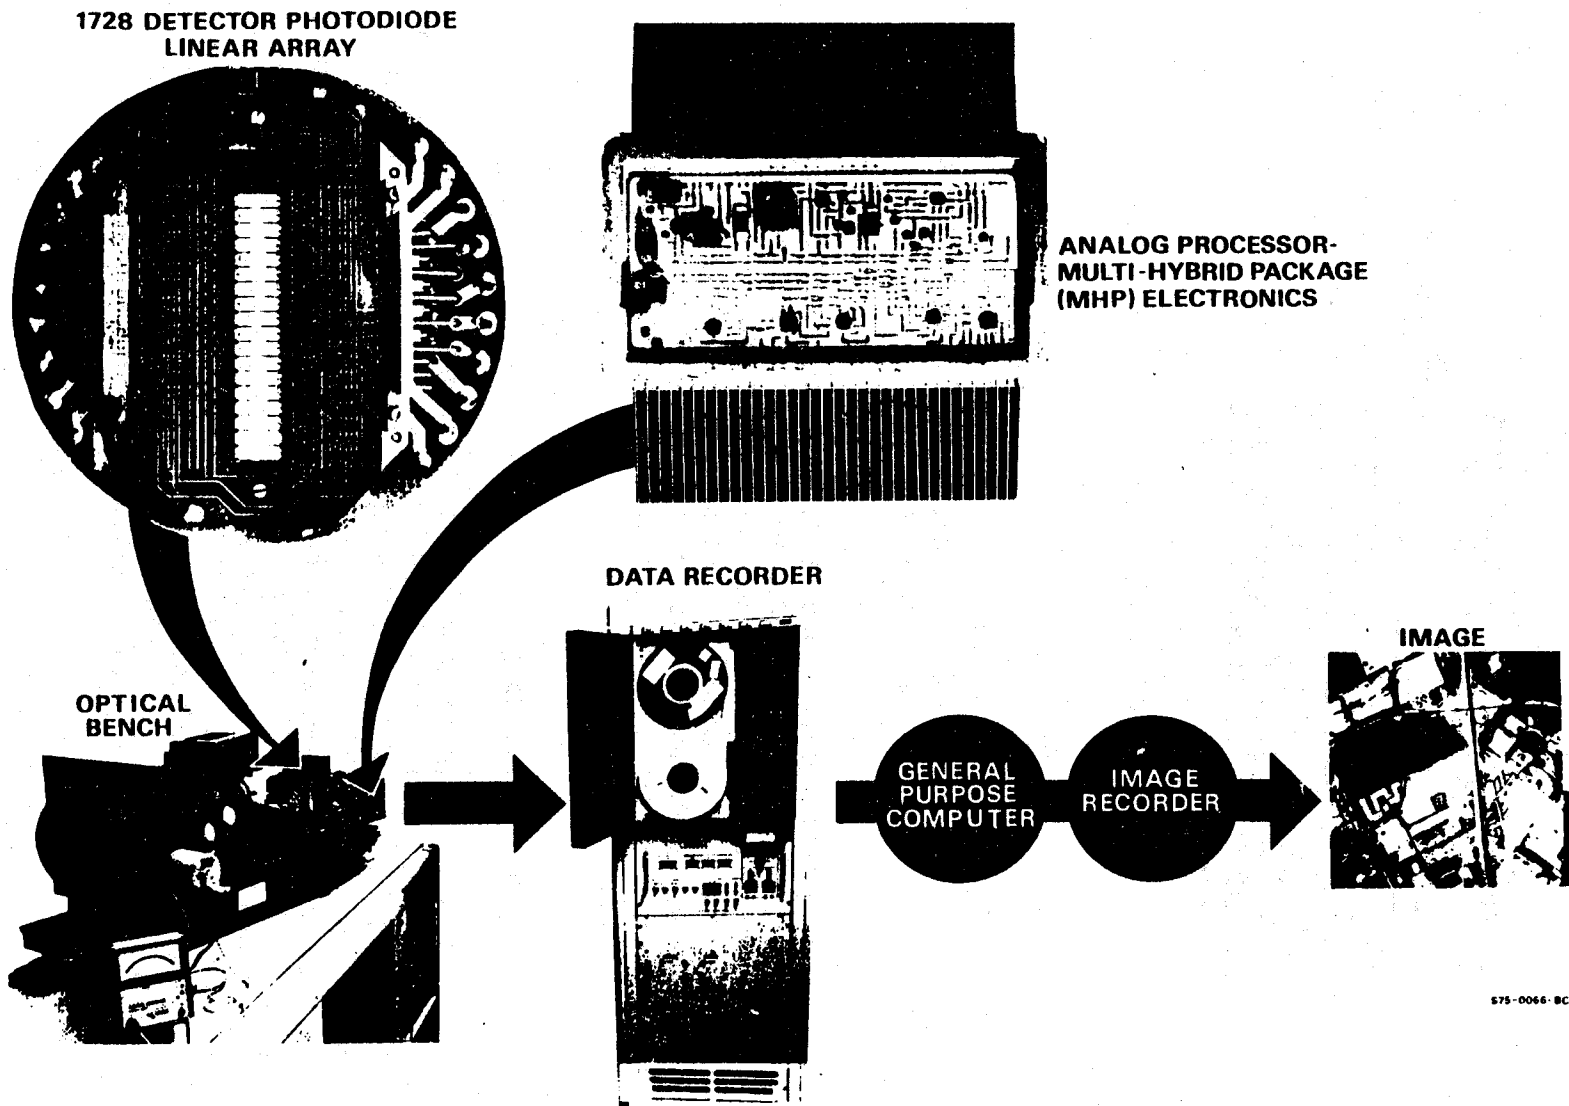 1728 DETECTOR PHOTODIODE
LINEAR ARRAY
ANALOG PROCESSOR-
MULTI-HYBRID PACKAGE
(MHP) ELECTRONICS
DATA RECORDER
IMAGE
OPTICAL
BENCH
GENERAL
PURPOSE
COMPUTER
IMAGE
RECORDER
S75-0066-BC